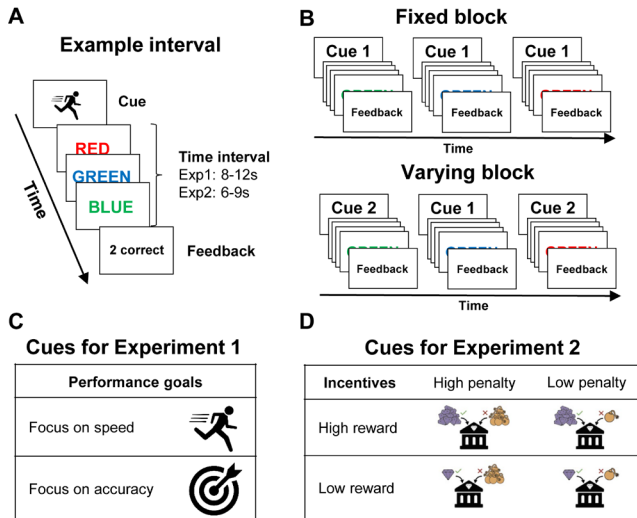 A
Example interval
Cue
RED
GREEN
BLUE
Time
Time interval
Exp1: 8-12s
Exp2: 6-9s
2 correct
Feedback
B
Fixed block
Cue 1
Cue 1
Cue 1
Feedback
Feedback
Feedback
Time
Varying block
Cue 2
Cue 1
Cue 2
Feedback
Feedback
Feedback
Time
C
Cues for Experiment 1
Performance goals
Focus on speed
Focus on accuracy
D
Cues for Experiment 2
Incentives High penalty Low penalty
High reward
Low reward